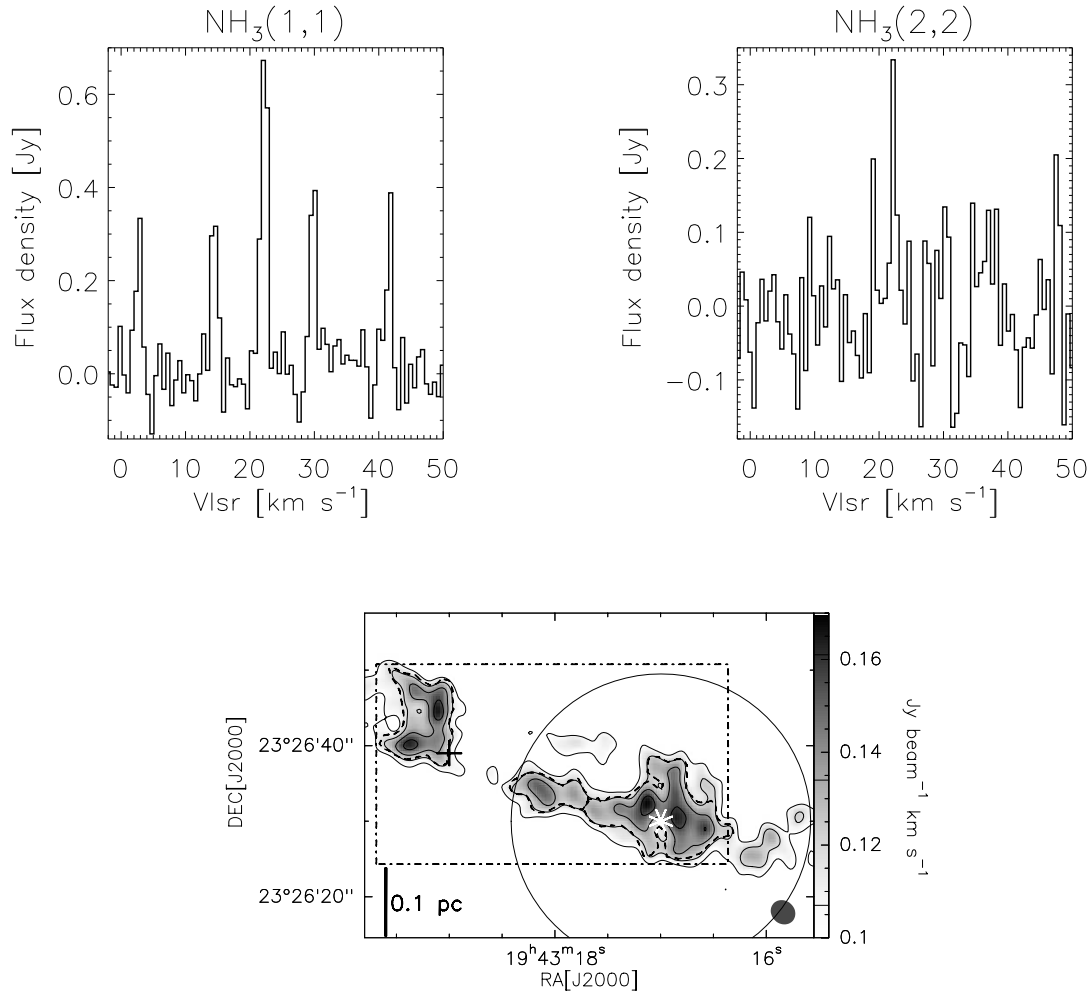 NH₃(1,1)
NH₃(2,2)
Flux density [Jy]
0.6
0.4
0.2
0.0
0 10 20 30 40 50
Vlsr [km s⁻¹]
Flux density [Jy]
0.3
0.2
0.1
0.0
−0.1
0 10 20 30 40 50
Vlsr [km s⁻¹]
DEC[J2000]
23°26'40"
23°26'20"
0.1 pc
19ʰ43ᵐ18ˢ
16ˢ
RA[J2000]
0.16
0.14
0.12
0.1
Jy beam⁻¹ km s⁻¹